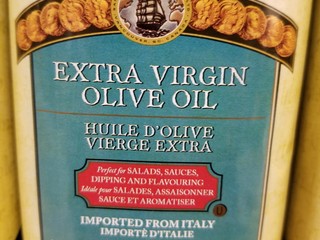 EXTRA VIRGIN
OLIVE OIL
HUILE D'OLIVE
VIERGE EXTRA
Perfect for SALADS, SAUCES,
DIPPING AND FLAVOURING
Idéale pour SALADES, ASSAISONNER
SAUCE ET AROMATISER
IMPORTED FROM ITALY
IMPORTÉ D'ITALIE